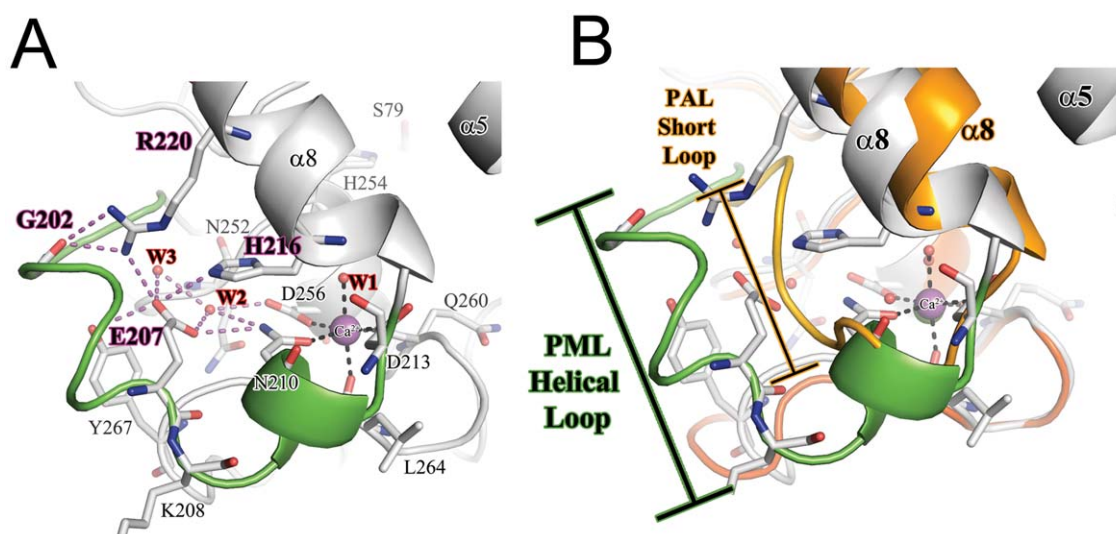 A
R220
α8
S79
α5
H254
G202
N252
H216
W3
W1
W2
D256
Q260
Ca²⁺
E207
D213
N210
Y267
L264
K208
B
PAL
Short
Loop
α8
α8
α5
Ca²⁺
PML
Helical
Loop